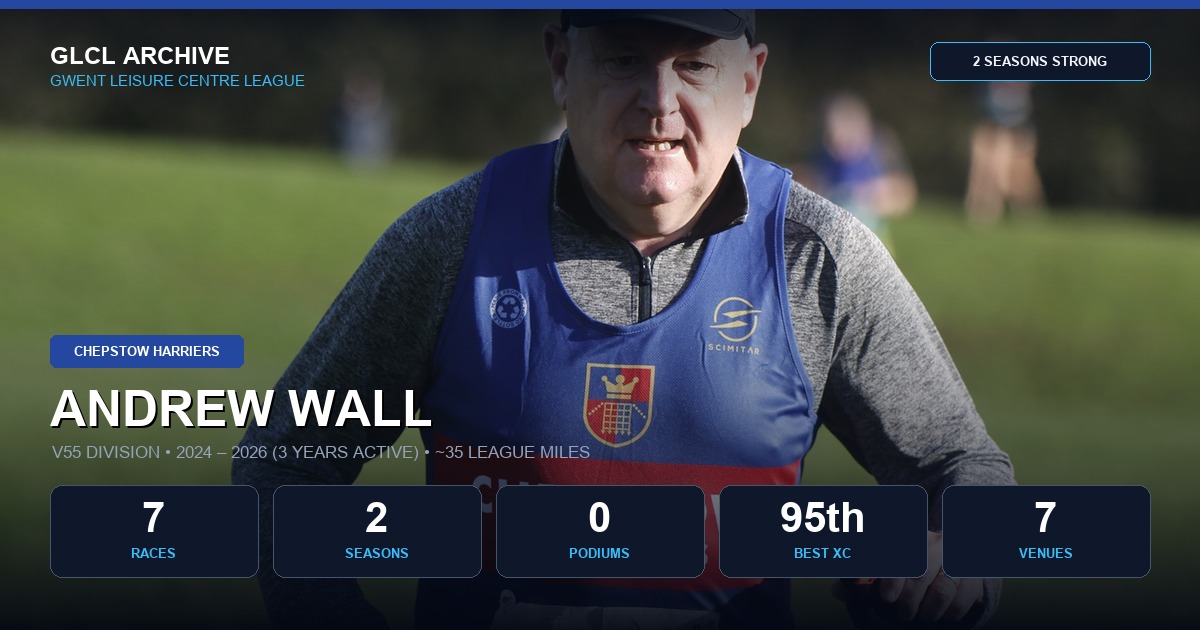 GLCL ARCHIVE
GWENT LEISURE CENTRE LEAGUE
2 SEASONS STRONG
SCIMITAR
CHEPSTOW HARRIERS
ANDREW WALL
V55 DIVISION • 2024 – 2026 (3 YEARS ACTIVE) • ~35 LEAGUE MILES
7
RACES
2
SEASONS
0
PODIUMS
95th
BEST XC
7
VENUES